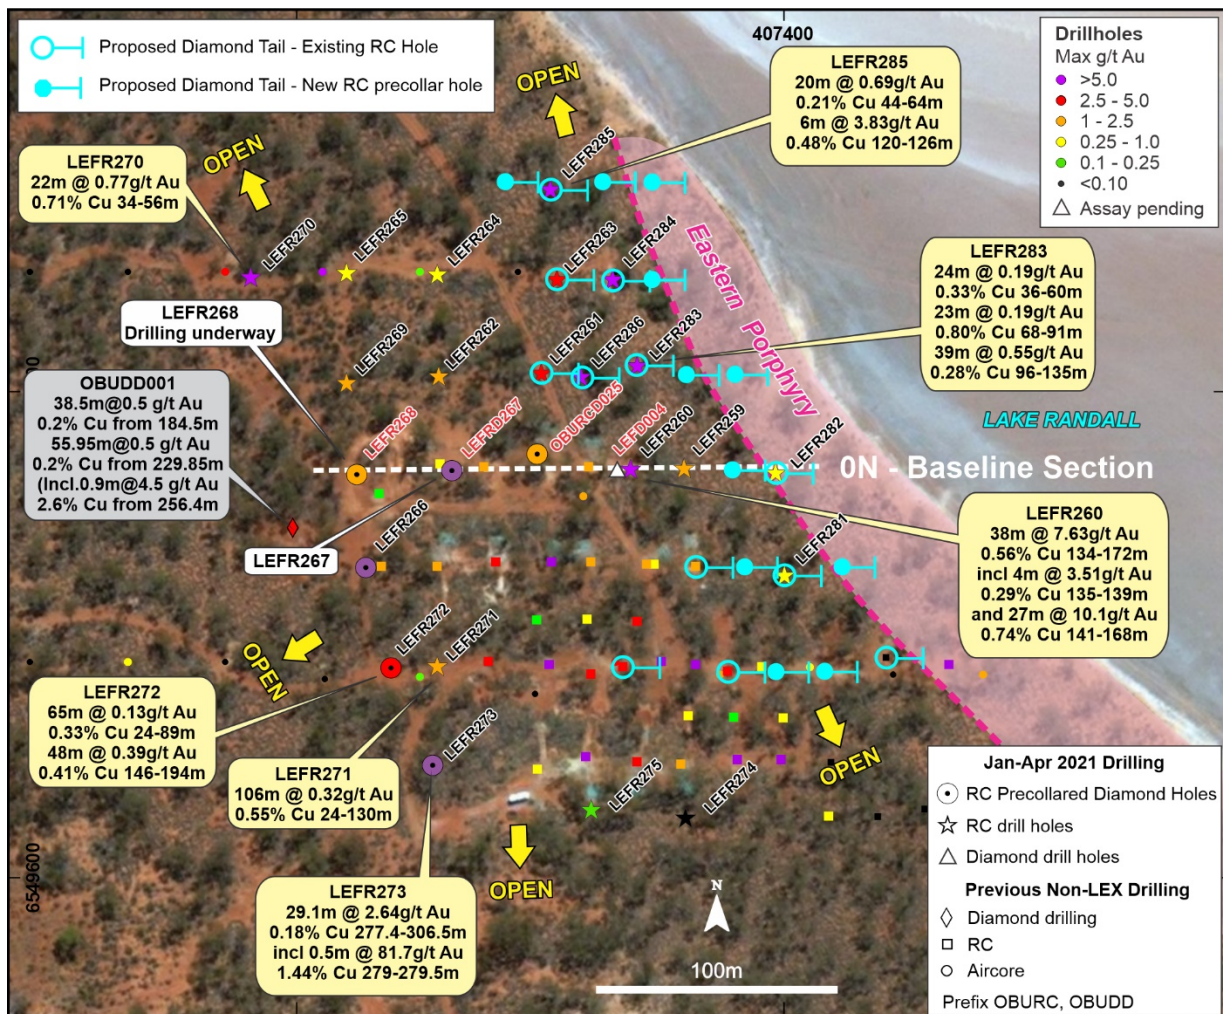 Proposed Diamond Tail - Existing RC Hole
Proposed Diamond Tail - New RC precollar hole
407400
Drillholes
Max g/t Au
>5.0
2.5 - 5.0
1 - 2.5
0.25 - 1.0
0.1 - 0.25
<0.10
Assay pending
LEFR285
20m @ 0.69g/t Au
0.21% Cu 44-64m
6m @ 3.83g/t Au
0.48% Cu 120-126m
OPEN
OPEN
LEFR270
22m @ 0.77g/t Au
0.71% Cu 34-56m
LEFR285
LEFR270
LEFR265
LEFR264
LEFR263
LEFR284
Eastern Porphyry
LEFR283
24m @ 0.19g/t Au
0.33% Cu 36-60m
23m @ 0.19g/t Au
0.80% Cu 68-91m
39m @ 0.55g/t Au
0.28% Cu 96-135m
LEFR268
Drilling underway
LEFR269
LEFR262
LEFR261
LEFR286
LEFR283
OBUDD001
38.5m@0.5 g/t Au
0.2% Cu from 184.5m
55.95m@0.5 g/t Au
0.2% Cu from 229.85m
(Incl.0.9m@4.5 g/t Au
2.6% Cu from 256.4m)
LEFR268
LEFRD267
OBURCD025
LEFD004
LEFR260
LEFR259
LEFR282
LAKE RANDALL
0N - Baseline Section
LEFR267
LEFR266
LEFR281
LEFR260
38m @ 7.63g/t Au
0.56% Cu 134-172m
incl 4m @ 3.51g/t Au
0.29% Cu 135-139m
and 27m @ 10.1g/t Au
0.74% Cu 141-168m
OPEN
LEFR272
LEFR271
LEFR272
65m @ 0.13g/t Au
0.33% Cu 24-89m
48m @ 0.39g/t Au
0.41% Cu 146-194m
LEFR271
106m @ 0.32g/t Au
0.55% Cu 24-130m
LEFR273
LEFR275
LEFR274
OPEN
OPEN
6549600
LEFR273
29.1m @ 2.64g/t Au
0.18% Cu 277.4-306.5m
incl 0.5m @ 81.7g/t Au
1.44% Cu 279-279.5m
N
100m
Jan-Apr 2021 Drilling
RC Precollared Diamond Holes
RC drill holes
Diamond drill holes
Previous Non-LEX Drilling
Diamond drilling
RC
Aircore
Prefix OBURC, OBUDD